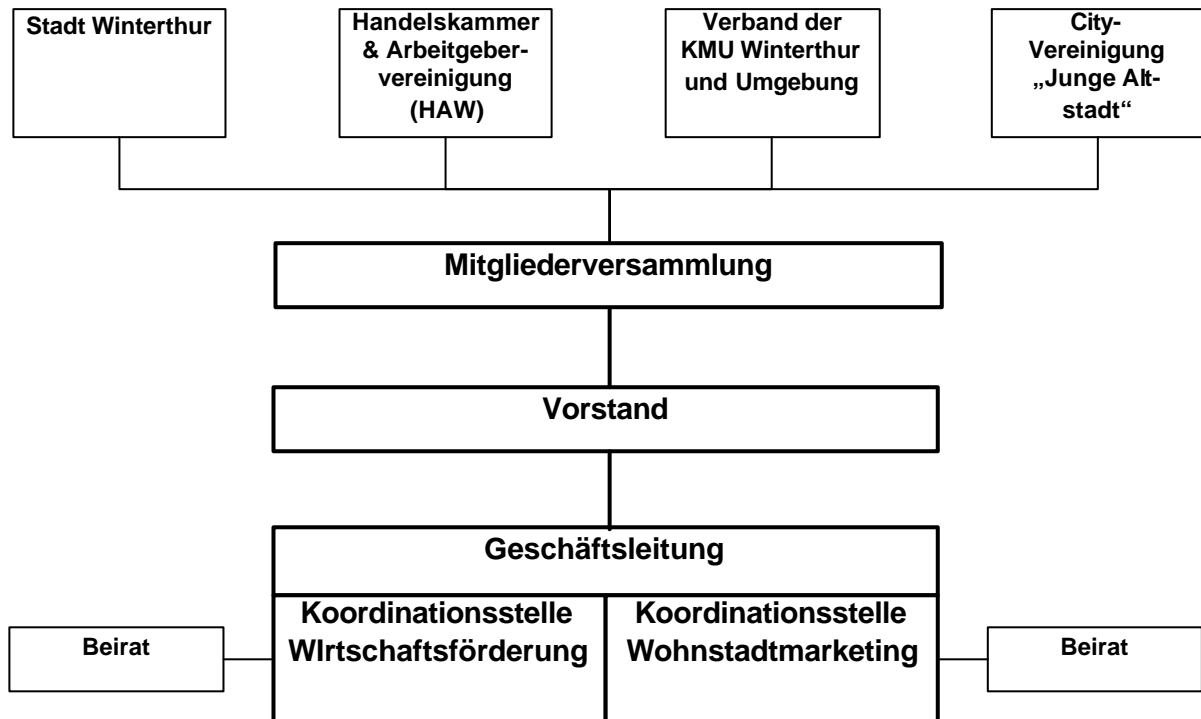 Stadt Winterthur
Handelskammer
& Arbeitgeber-
vereinigung
(HAW)
Verband der
KMU Winterthur
und Umgebung
City-
Vereinigung
„Junge Alt-
stadt“
Mitgliederversammlung
Vorstand
Geschäftsleitung
Koordinationsstelle
WIrtschaftsförderung
Koordinationsstelle
Wohnstadtmarketing
Beirat
Beirat